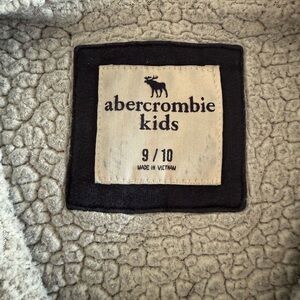 abercrombie
kids
9 / 10
MADE IN VIETNAM